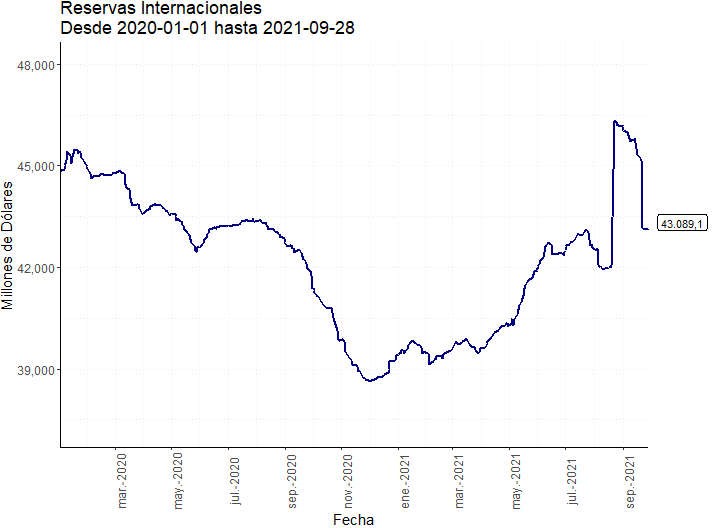 Reservas Internacionales
Desde 2020-01-01 hasta 2021-09-28
Millones de Dólares
48,000
45,000
42,000
39,000
43.089,1
mar.-2020
may.-2020
jul.-2020
sep.-2020
nov.-2020
ene.-2021
mar.-2021
may.-2021
jul.-2021
sep.-2021
Fecha